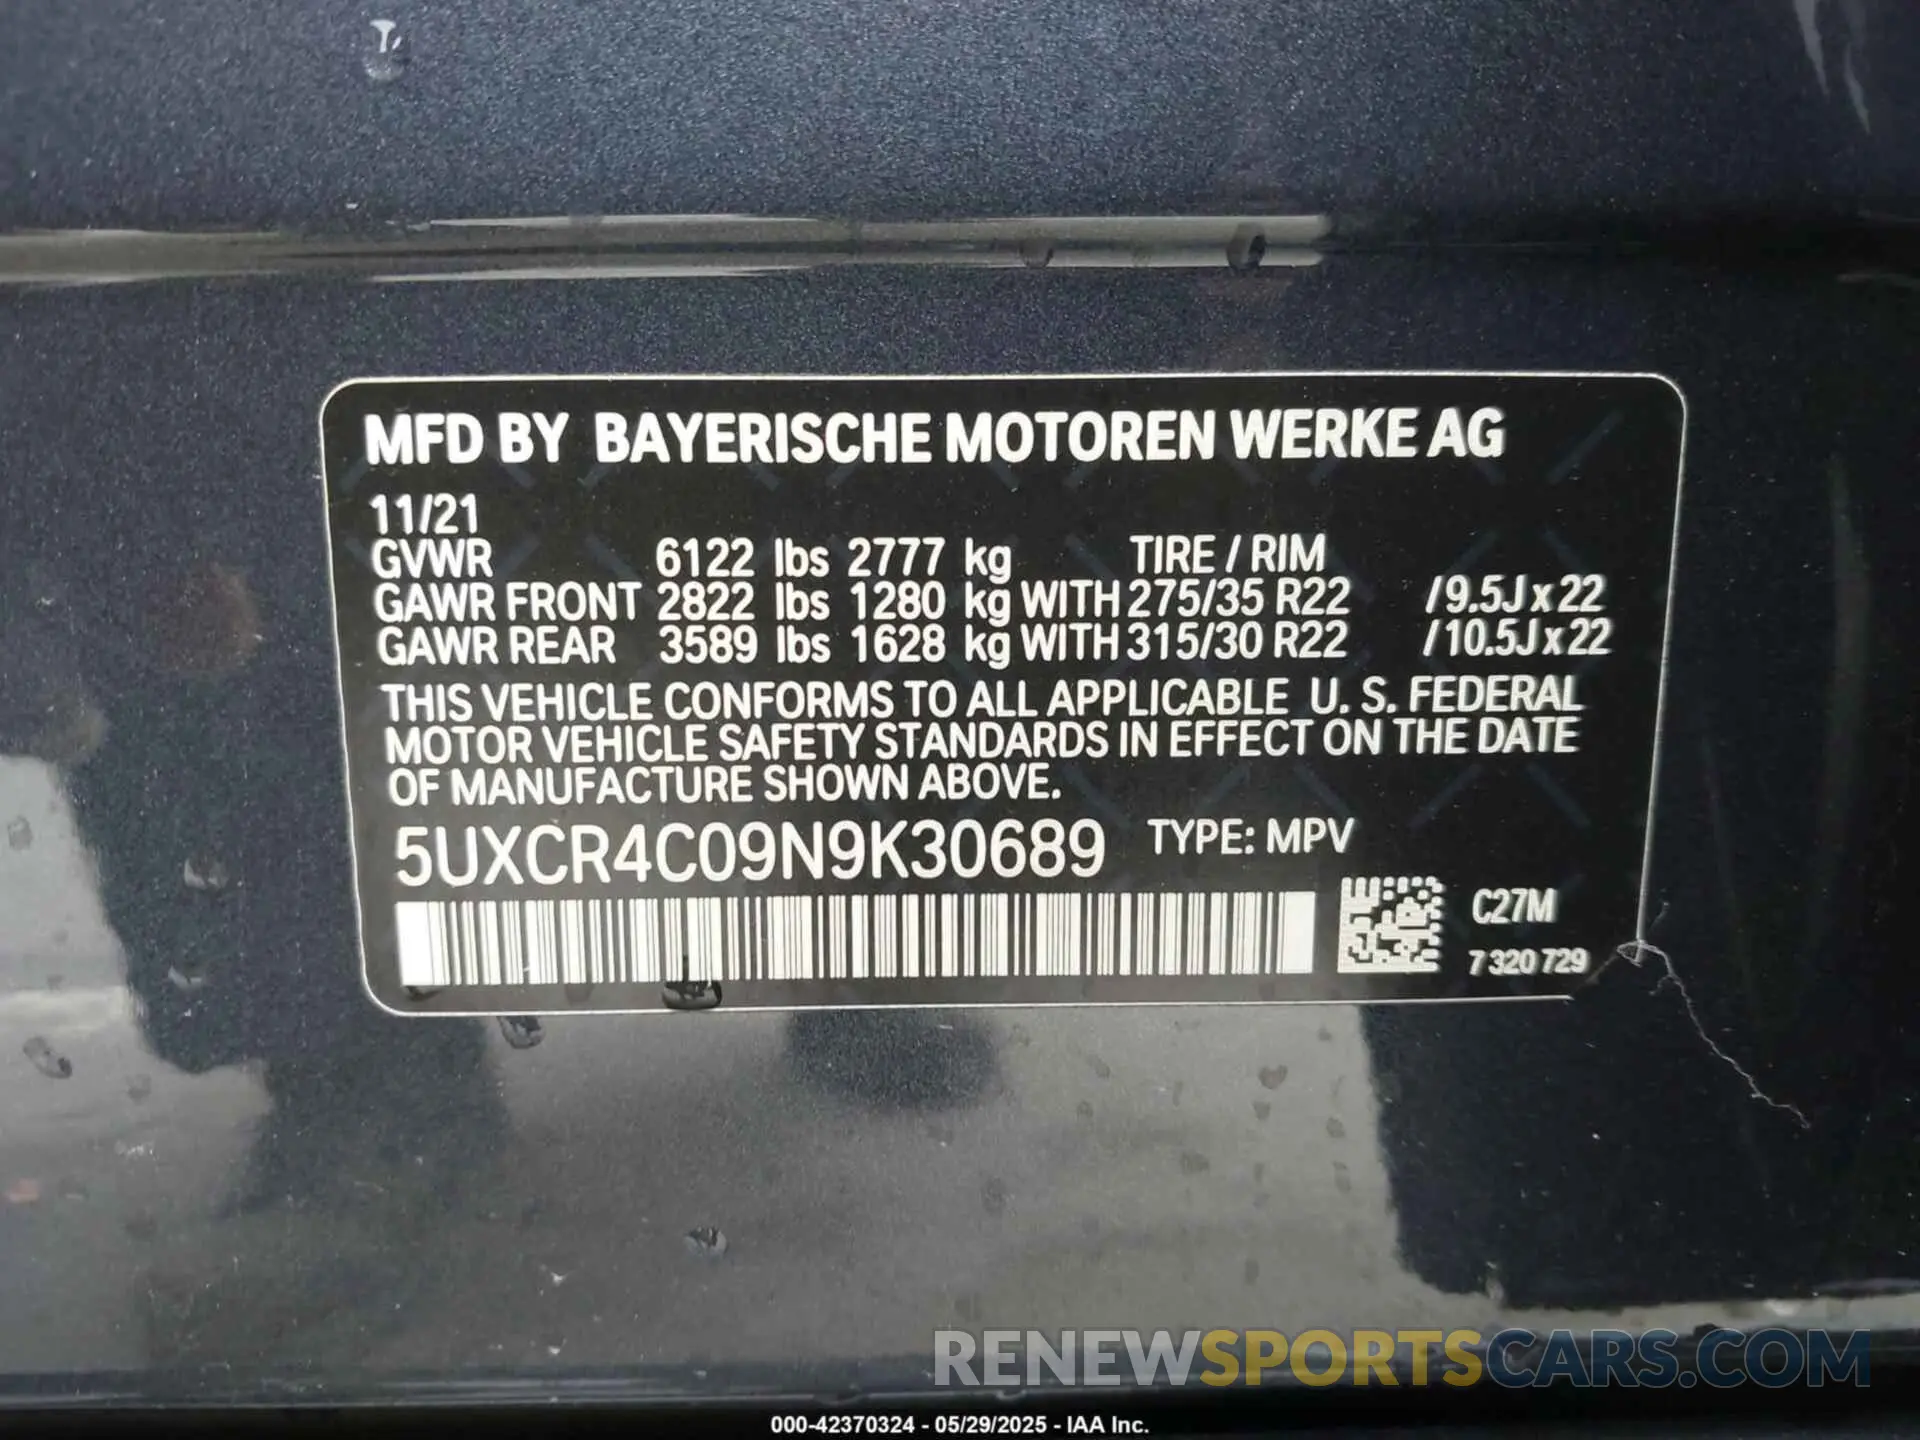 MFD BY BAYERISCHE MOTOREN WERKE AG
11/21
GVWR 6122 lbs 2777 kg TIRE / RIM
GAWR FRONT 2822 lbs 1280 kg WITH 275/35 R22 /9.5J x 22
GAWR REAR 3589 lbs 1628 kg WITH 315/30 R22 /10.5J x 22
THIS VEHICLE CONFORMS TO ALL APPLICABLE U. S. FEDERAL
MOTOR VEHICLE SAFETY STANDARDS IN EFFECT ON THE DATE
OF MANUFACTURE SHOWN ABOVE.
5UXCR4C09N9K30689 TYPE: MPV
C27M
7 320 729
RENEWSPORTSCARS.COM
000-42370324 - 05/29/2025 - IAA Inc.